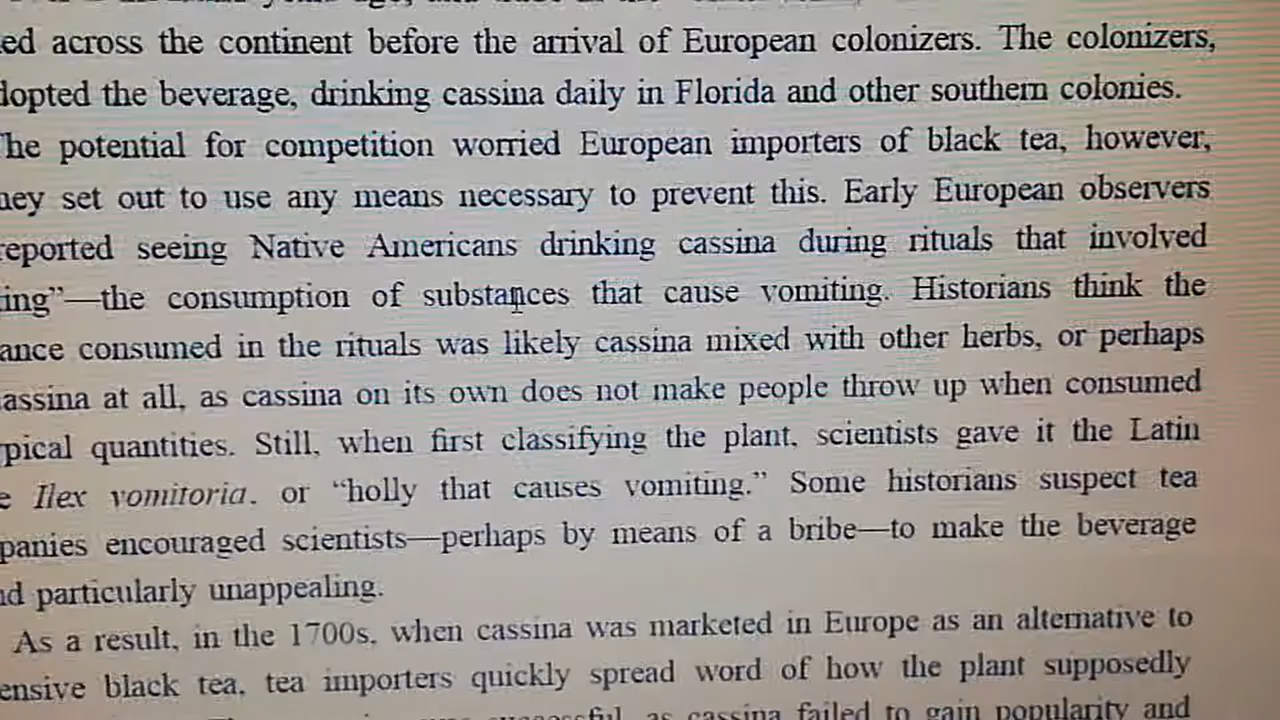 ed across the continent before the arrival of European colonizers. The colonizers,
dopted the beverage, drinking cassina daily in Florida and other southern colonies.
The potential for competition worried European importers of black tea, however,
hey set out to use any means necessary to prevent this. Early European observers
reported seeing Native Americans drinking cassina during rituals that involved
ing”—the consumption of substances that cause vomiting. Historians think the
ance consumed in the rituals was likely cassina mixed with other herbs, or perhaps
assina at all, as cassina on its own does not make people throw up when consumed
pical quantities. Still, when first classifying the plant, scientists gave it the Latin
e Ilex vomitoria, or “holly that causes vomiting.” Some historians suspect tea
panies encouraged scientists—perhaps by means of a bribe—to make the beverage
nd particularly unappealing.
As a result, in the 1700s, when cassina was marketed in Europe as an alternative to
ensive black tea, tea importers quickly spread word of how the plant supposedly
successful, as cassina failed to gain popularity and